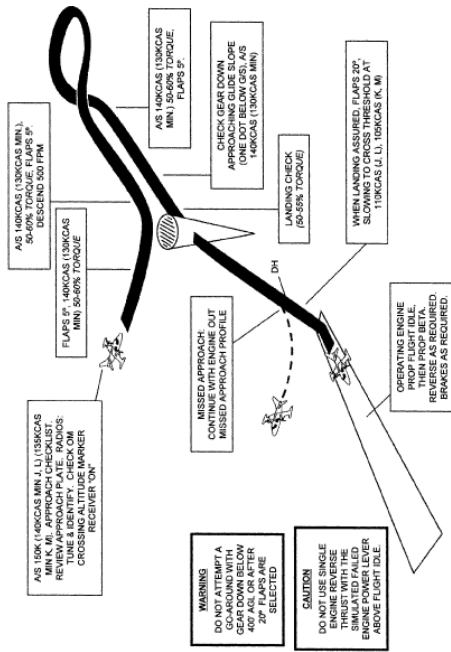 A/S 150K (140KCAS MIN J, L) (135KCAS
MIN K, M). APPROACH CHECKLIST.
REVIEW APPROACH PLATE. RADIOS:
TUNE & IDENTIFY. CHECK OM
CROSSING ALTITUDE MARKER
RECEIVER "ON"
FLAPS 5º, 140KCAS (130KCAS
MIN) 50-60% TORQUE
A/S 140KCAS (130KCAS MIN.),
50-60% TORQUE, FLAPS 5º.
DESCEND 500 FPM
A/S 140KCAS (130KCAS
MIN.) 50-60% TORQUE,
FLAPS 5º.
CHECK GEAR DOWN
APPROACHING GLIDE SLOPE
(ONE DOT BELOW G/S), A/S
140KCAS (130KCAS MIN)
LANDING CHECK
(50-55% TORQUE)
MISSED APPROACH:
CONTINUE WITH ENGINE OUT
MISSED APPROACH PROFILE
DH
WHEN LANDING ASSURED, FLAPS 20º,
SLOWING TO CROSS THRESHOLD AT
110KCAS (J, L), 105KCAS (K, M)
OPERATING ENGINE
PROP FLIGHT IDLE,
THEN PROP BETA.
REVERSE AS REQUIRED.
BRAKES AS REQUIRED.
WARNING
DO NOT ATTEMPT A
GO-AROUND WITH
GEAR DOWN BELOW
400' AGL OR AFTER
20º FLAPS ARE
SELECTED
CAUTION
DO NOT USE SINGLE
ENGINE REVERSE
THRUST WITH THE
SIMULATED FAILED
ENGINE POWER LEVER
ABOVE FLIGHT IDLE.